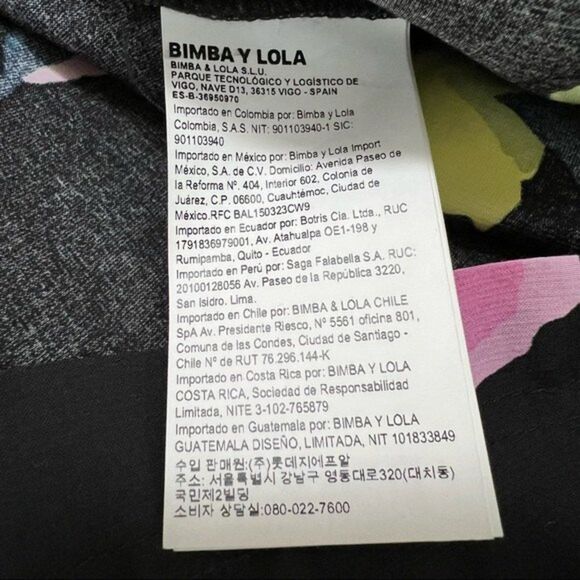 BIMBA Y LOLA
BIMBA & LOLA S.L.U.
PARQUE TECNOLÓGICO Y LOGÍSTICO DE
VIGO, NAVE D13, 36315 VIGO - SPAIN
ES-B-36950970
Importado en Colombia por: Bimba y Lola
Colombia, S.A.S. NIT: 901103940-1 SIC:
901103940
Importado en México por: Bimba y Lola Import
México, S.A. de C.V. Domicilio: Avenida Paseo de
la Reforma Nº. 404, Interior 602, Colonia de
Juárez, C.P. 06600, Cuauhtémoc, Ciudad de
México.RFC BAL150323CW9
Importado en Ecuador por: Botris Cia. Ltda., RUC
1791836979001, Av. Atahualpa OE1-198 y
Rumipamba, Quito - Ecuador
Importado en Perú por: Saga Falabella S.A. RUC:
20100128056 Av. Paseo de la República 3220,
San Isidro, Lima.
Importado en Chile por: BIMBA & LOLA CHILE
SpA Av. Presidente Riesco, Nº 5561 oficina 801,
Comuna de las Condes, Ciudad de Santiago -
Chile Nº de RUT 76.296.144-K
Importado en Costa Rica por: BIMBA Y LOLA
COSTA RICA, Sociedad de Responsabilidad
Limitada, NITE 3-102-765879
Importado en Guatemala por: BIMBA Y LOLA
GUATEMALA DISEÑO, LIMITADA, NIT 101833849
수입 판매원:(주)롯데지에프알
주소: 서울특별시 강남구 영동대로320(대치동)
국민제2빌딩
소비자 상담실:080-022-7600